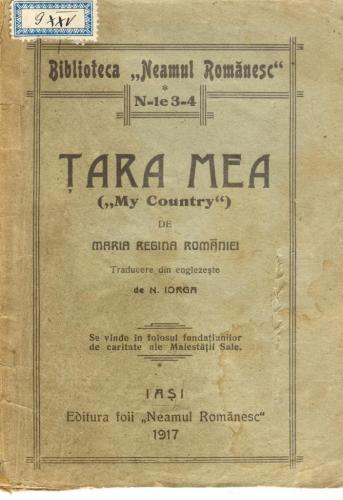 9 XXV
Biblioteca „Neamul Românesc“
*
N-le 3-4
ȚARA MEA
(„My Country“)
DE
MARIA REGINA ROMÂNIEI
Traducere din englezește
de N. IORGA
Se vinde în folosul fundațiunilor
de caritate ale Maiestății Sale.
*
IAȘI
Editura foii „Neamul Românesc“
1917